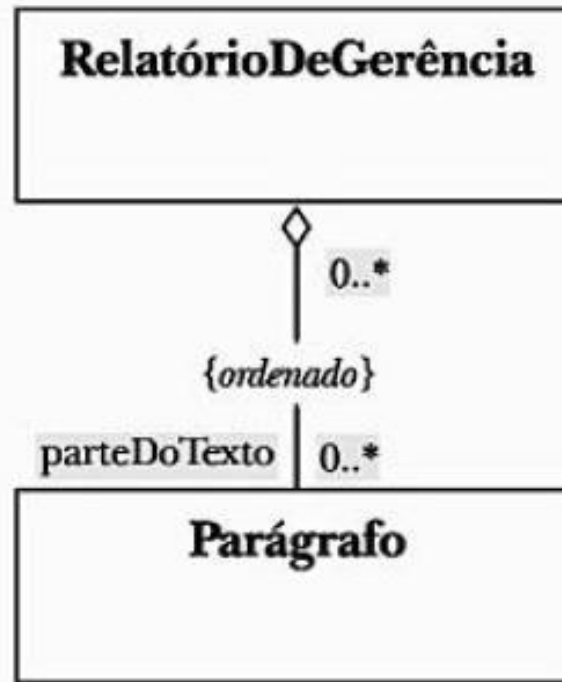 RelatórioDeGerência
0..*
{ordenado}
parteDoTexto 0..*
Parágrafo